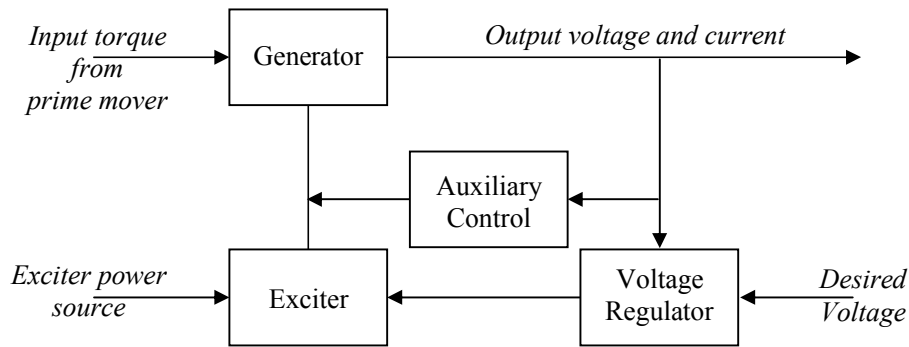 Input torque
from
prime mover
Generator
Output voltage and current
Auxiliary
Control
Exciter power
source
Exciter
Voltage
Regulator
Desired
Voltage